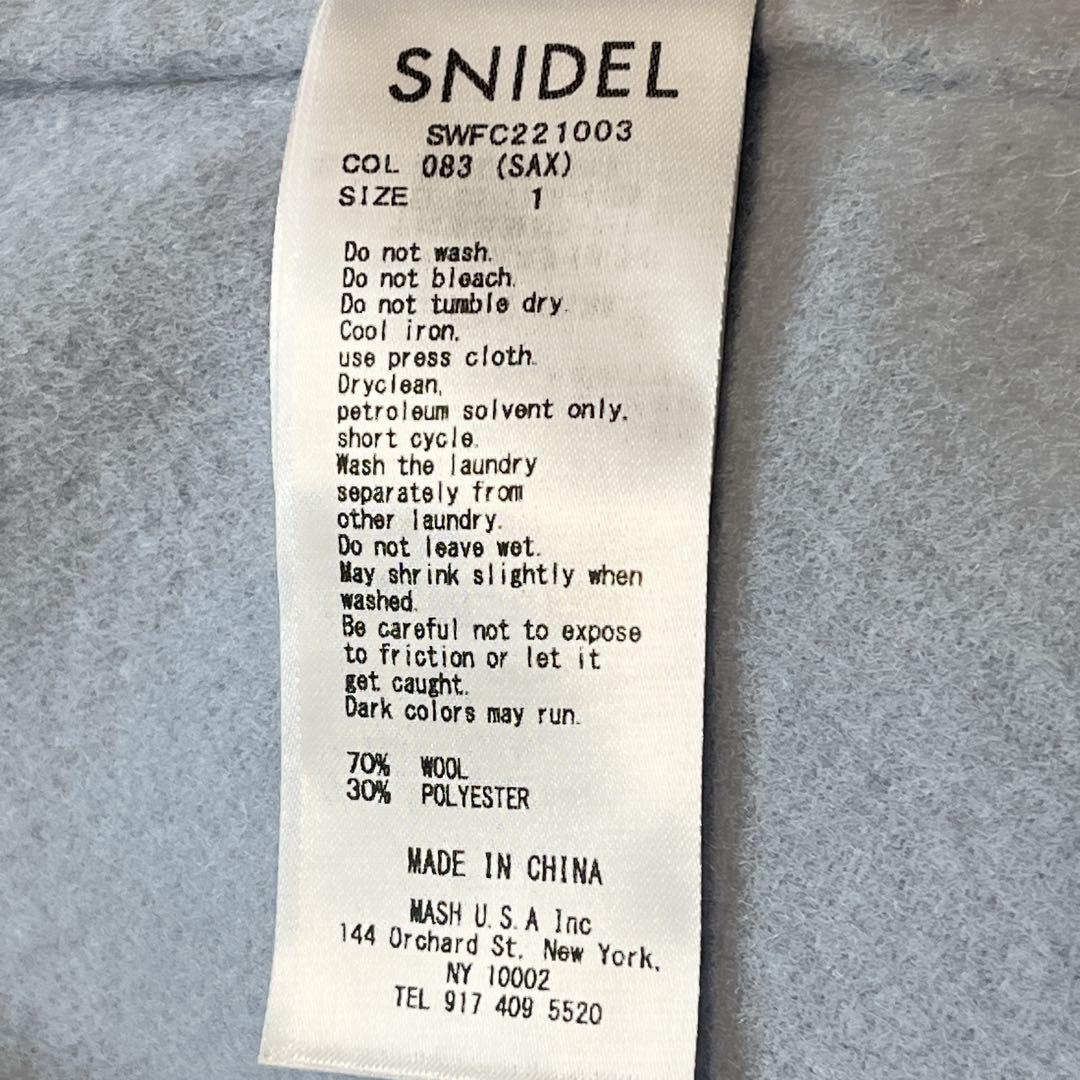 SNIDEL
SWFC221003
COL 083 (SAX)
SIZE 1
Do not wash.
Do not bleach.
Do not tumble dry.
Cool iron.
use press cloth.
Dryclean,
petroleum solvent only.
short cycle.
Wash the laundry
separately from
other laundry.
Do not leave wet.
May shrink slightly when
washed.
Be careful not to expose
to friction or let it
get caught.
Dark colors may run.
70% WOOL
30% POLYESTER
MADE IN CHINA
MASH U.S.A Inc
144 Orchard St. New York,
NY 10002
TEL 917 409 5520